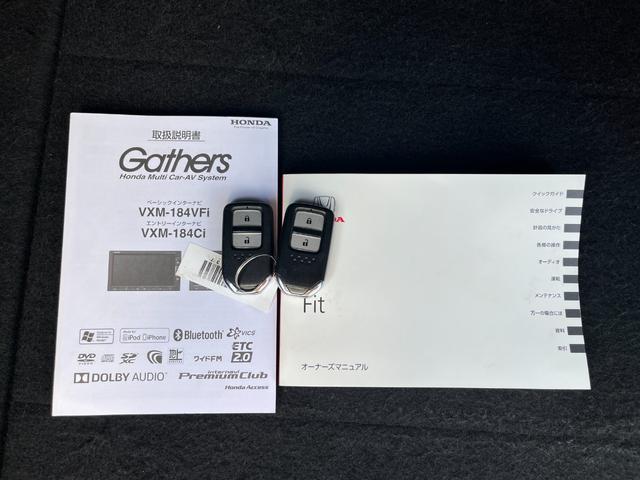 HONDA
The Power of Dreams
取扱説明書
Gathers
Honda Multi Car-AV System
ベーシックインターナビ
VXM-184VFi
エントリーインターナビ
VXM-184Ci
iPod iPhone
Bluetooth
VICS
DVD
VIDEO
ワイドFM
ETC
2.0
DOLBY AUDIO
internavi
Premium Club
Honda Access
Fit
オーナーズマニュアル
クイックガイド
安全なドライブ
計器の見かた
各部の操作
オーディオ
運転
メンテナンス
万一の場合には
資料
索引